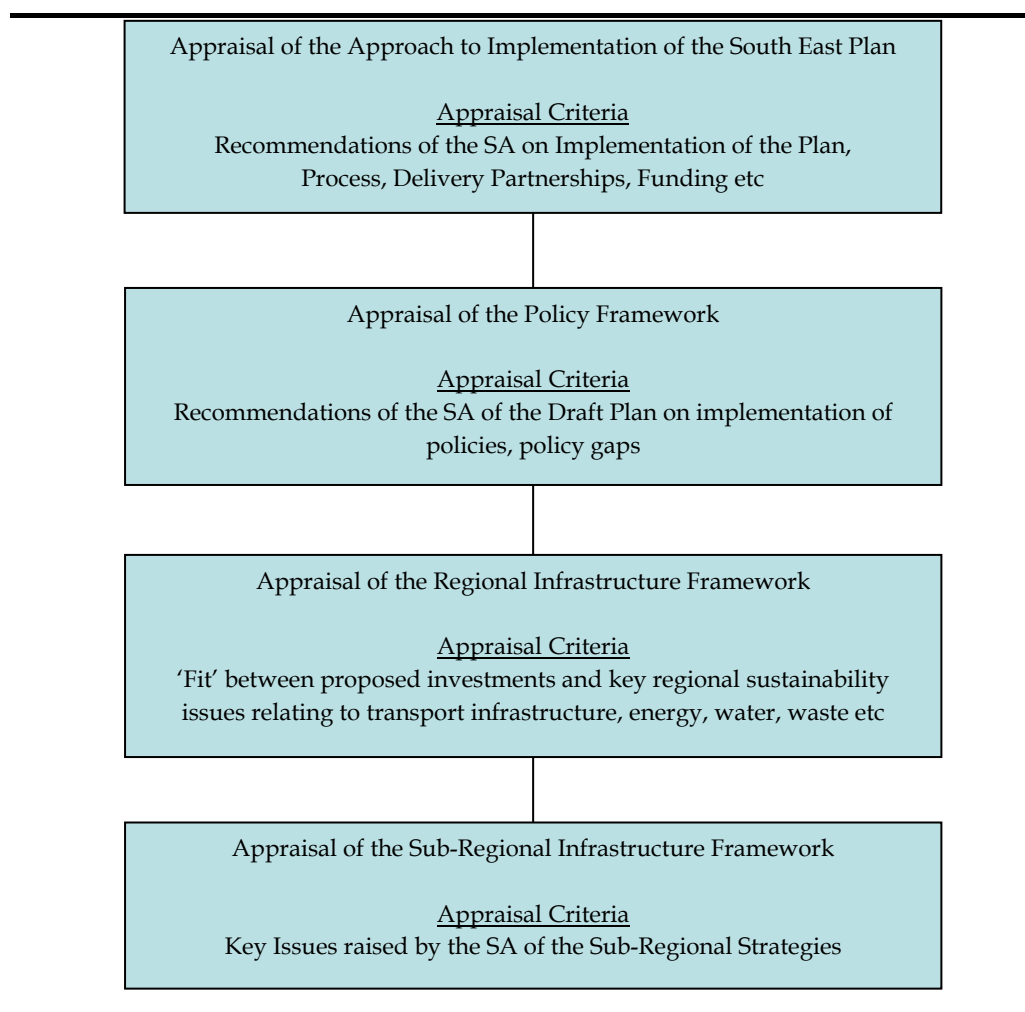 Appraisal of the Approach to Implementation of the South East Plan
Appraisal Criteria
Recommendations of the SA on Implementation of the Plan,
Process, Delivery Partnerships, Funding etc
Appraisal of the Policy Framework
Appraisal Criteria
Recommendations of the SA of the Draft Plan on implementation of
policies, policy gaps
Appraisal of the Regional Infrastructure Framework
Appraisal Criteria
‘Fit’ between proposed investments and key regional sustainability
issues relating to transport infrastructure, energy, water, waste etc
Appraisal of the Sub-Regional Infrastructure Framework
Appraisal Criteria
Key Issues raised by the SA of the Sub-Regional Strategies